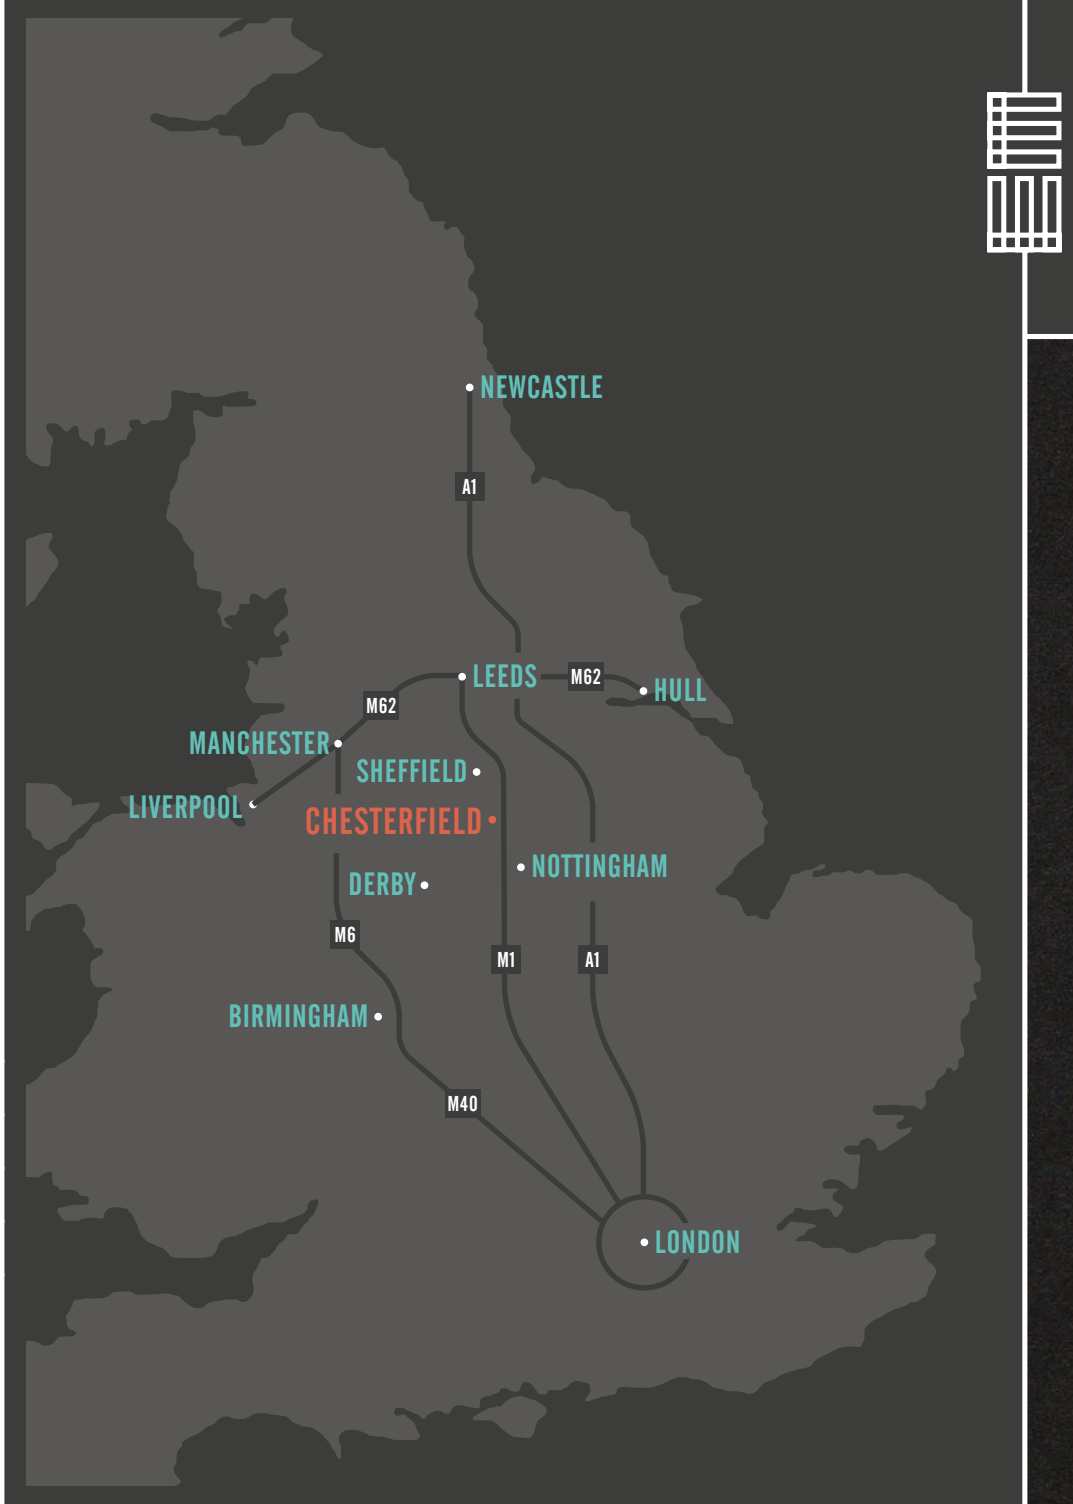 NEWCASTLE
A1
LEEDS
M62
HULL
M62
MANCHESTER
SHEFFIELD
LIVERPOOL
CHESTERFIELD
NOTTINGHAM
DERBY
M6
M1
A1
BIRMINGHAM
M40
LONDON